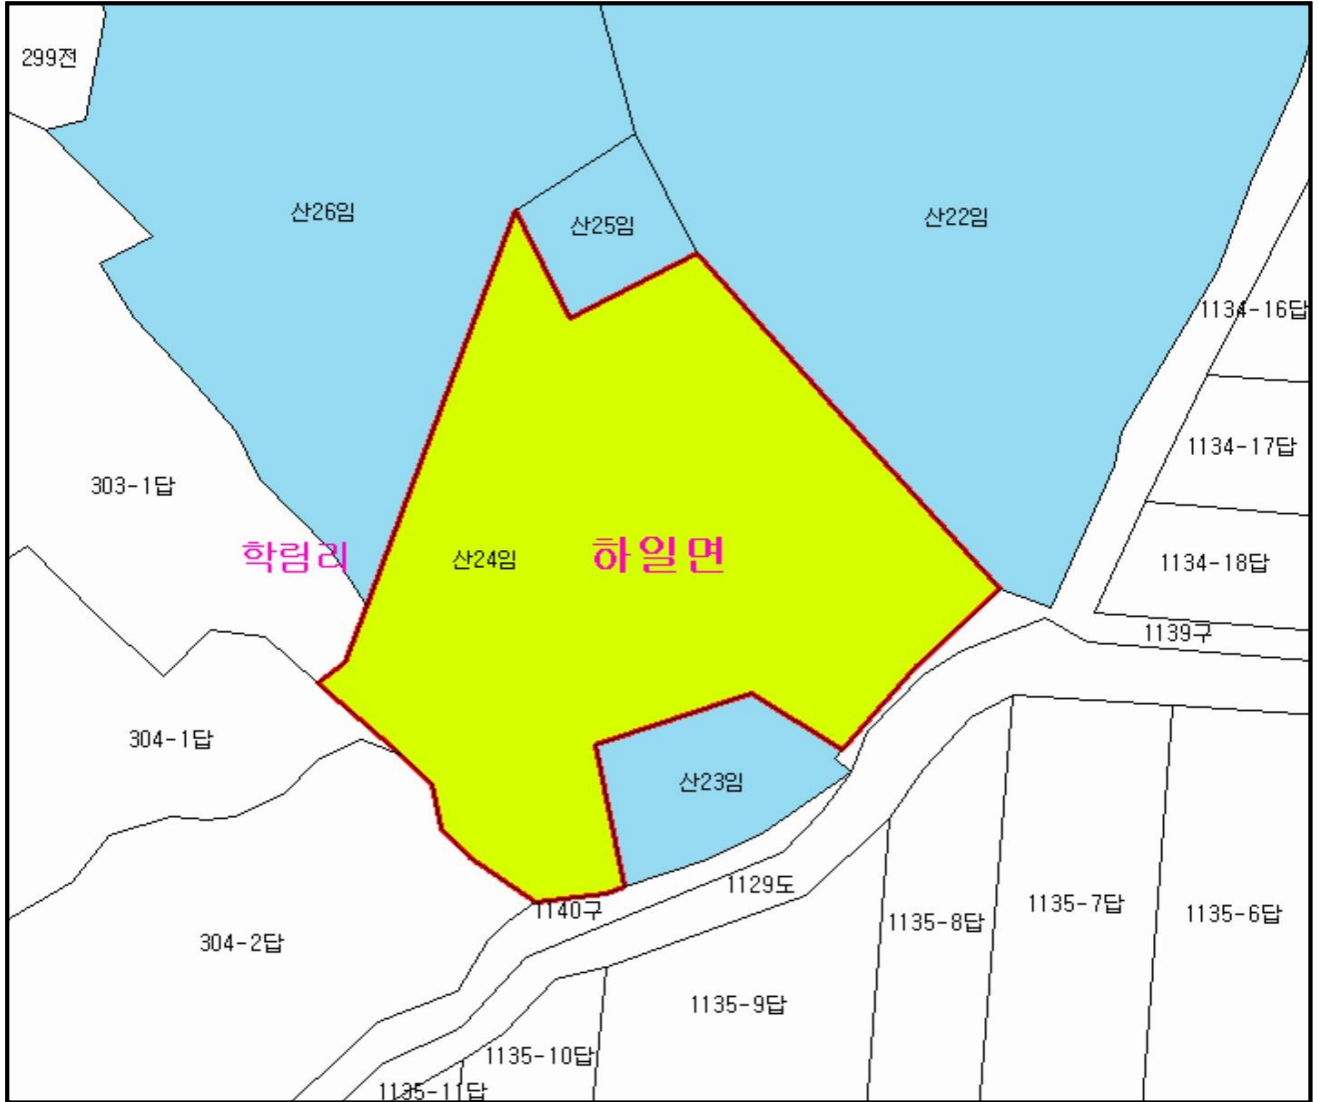 299전
산26임
산25임
산22임
1134-16답
1134-17답
303-1답
학림리
산24임
하일면
1134-18답
1139구
304-1답
산23임
1129도
1140구
1135-8답
1135-7답
1135-6답
304-2답
1135-9답
1135-10답
1135-11답